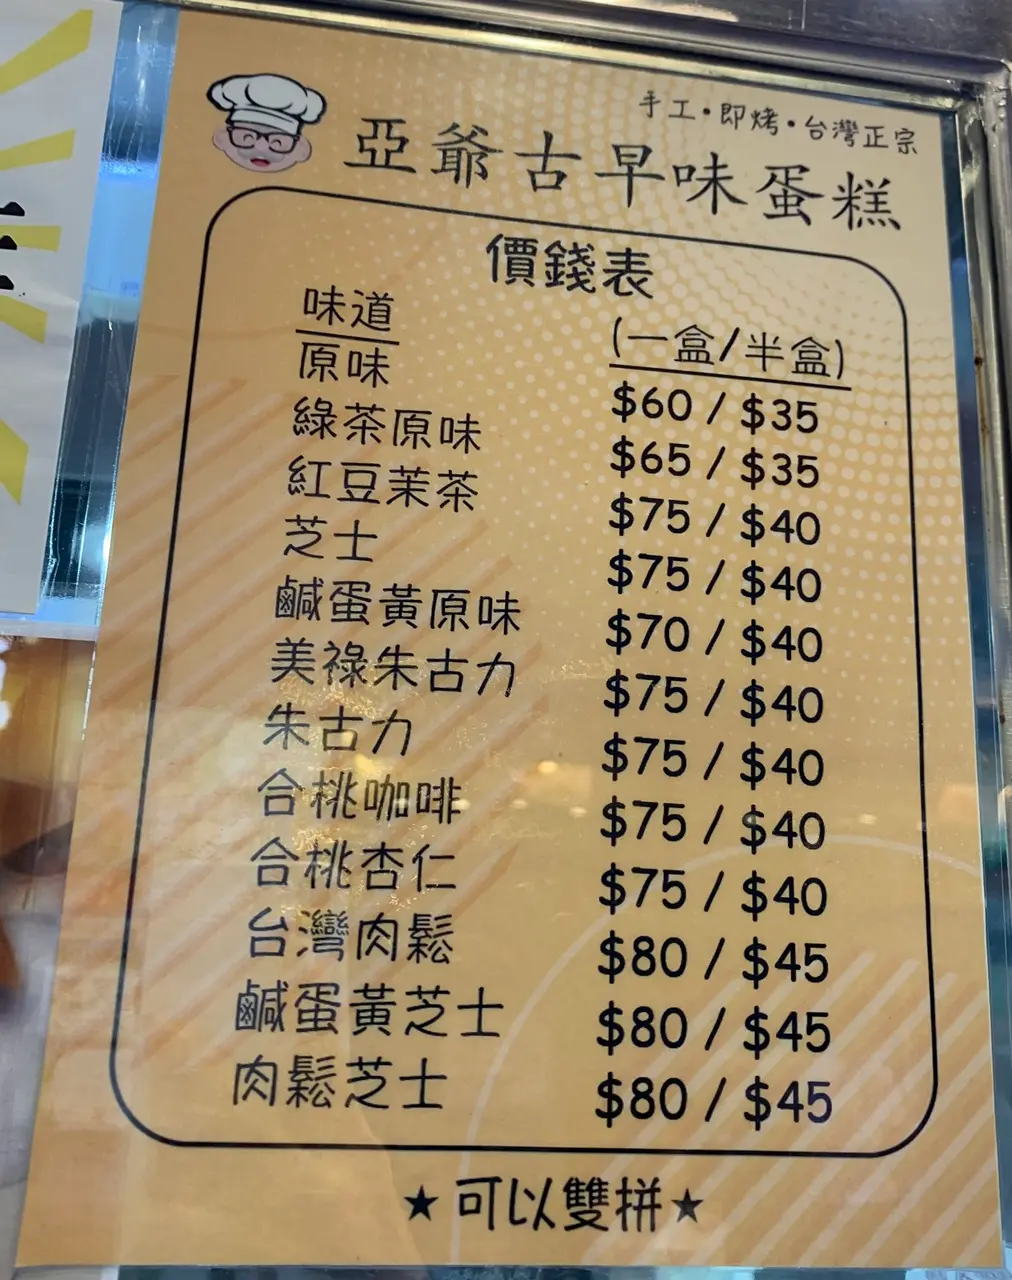 手工·即烤·台灣正宗
亞爺古早味蛋糕
價錢表
味道 (一盒/半盒)
原味 $60 / $35
綠茶原味 $65 / $35
紅豆茉茶 $75 / $40
芝士 $75 / $40
鹹蛋黃原味 $70 / $40
美祿朱古力 $75 / $40
朱古力 $75 / $40
合桃咖啡 $75 / $40
合桃杏仁 $75 / $40
台灣肉鬆 $80 / $45
鹹蛋黃芝士 $80 / $45
肉鬆芝士 $80 / $45
★可以雙拼★